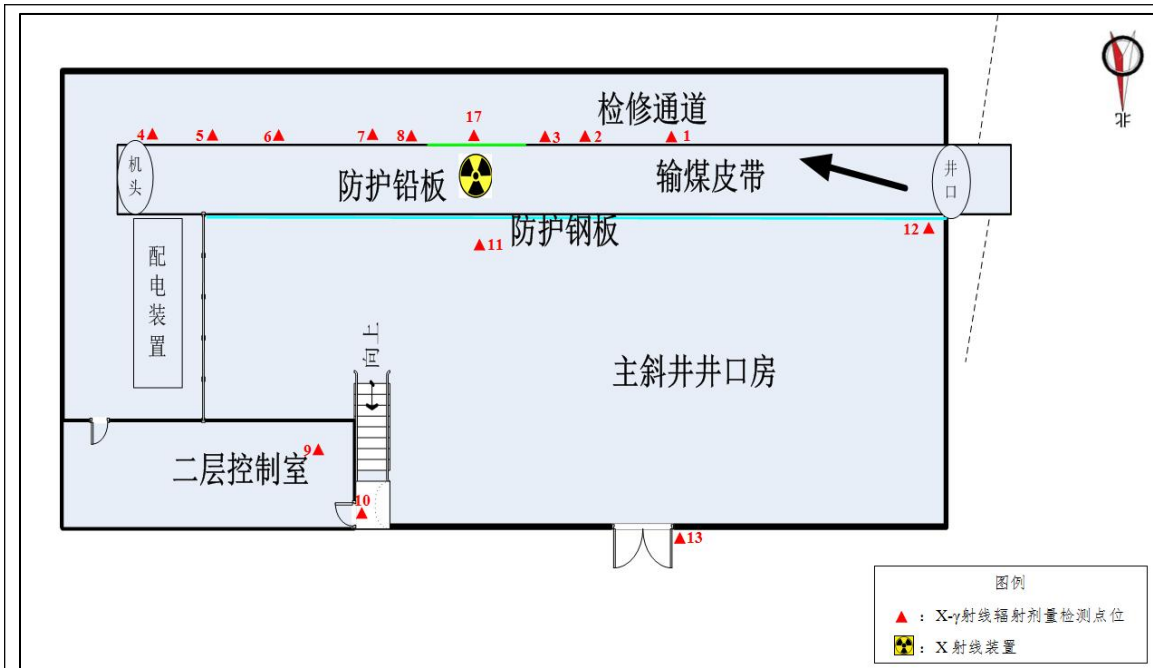 北
检修通道
17
4 5 6 7 8 3 2 1
机头
防护铅板
输煤皮带
井口
防护钢板
11
12
配电装置
向上
主斜井井口房
9
二层控制室
10
13
图例
：X-γ射线辐射剂量检测点位
：X 射线装置